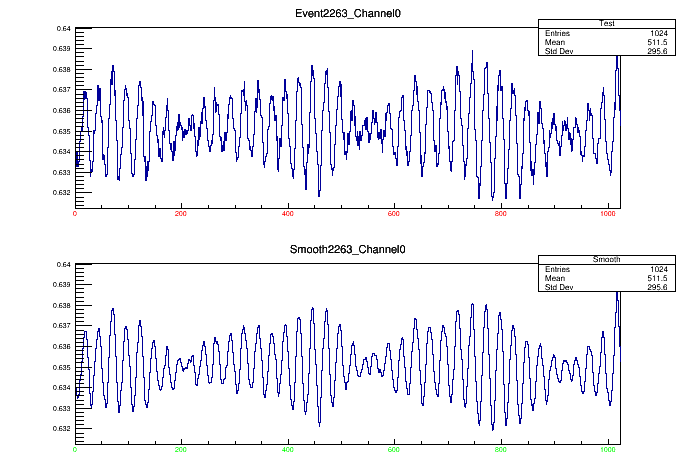 Event2263_Channel0
Test
Entries 1024
Mean 511.5
Std Dev 295.6
0.64
0.639
0.638
0.637
0.636
0.635
0.634
0.633
0.632
0 200 400 600 800 1000
Smooth2263_Channel0
Smooth
Entries 1024
Mean 511.5
Std Dev 295.6
0.64
0.639
0.638
0.637
0.636
0.635
0.634
0.633
0.632
0 200 400 600 800 1000